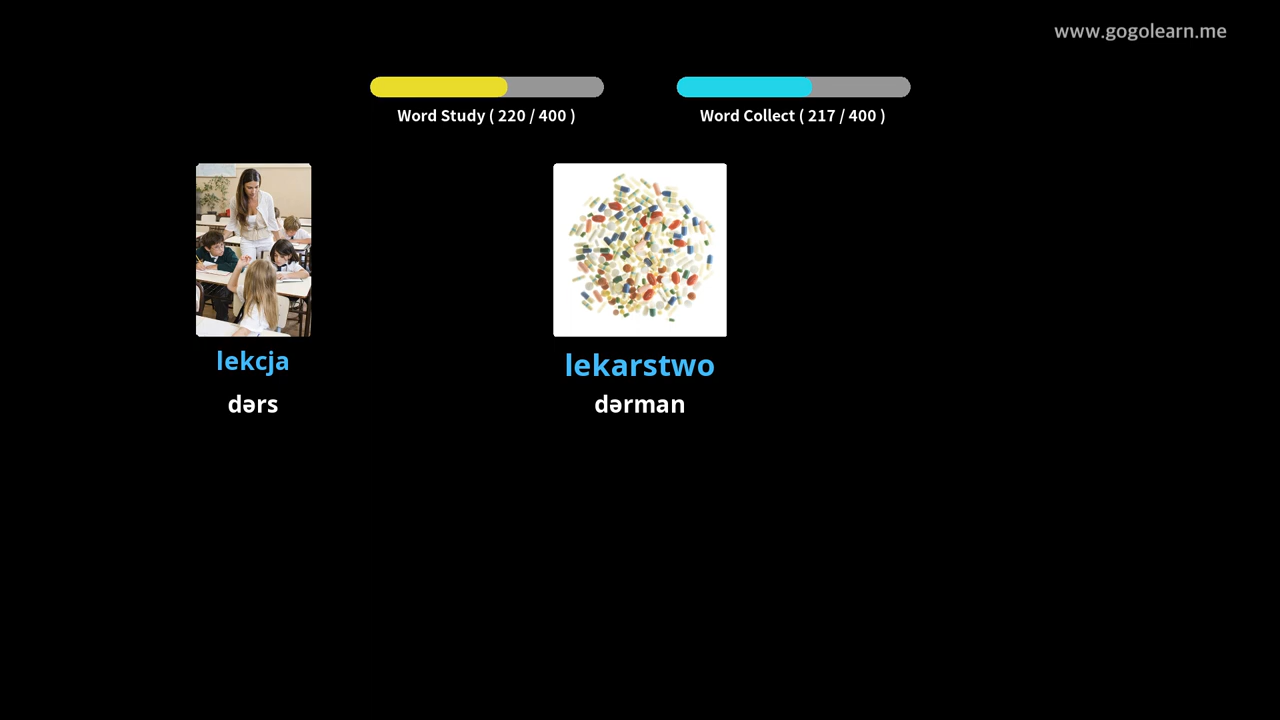 www.gogolearn.me
Word Study ( 220 / 400 )
Word Collect ( 217 / 400 )
lekcja
dərs
lekarstwo
dərman